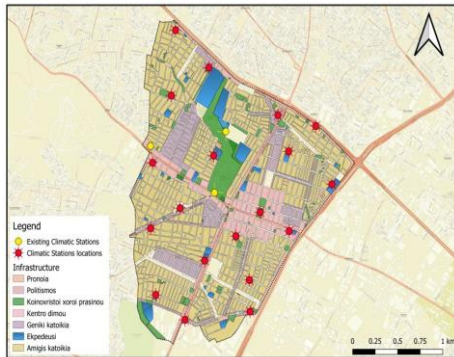 Legend
Existing Climatic Stations
Climatic Stations locations
Infrastructure
Pronoia
Politismos
Koinoxristoi xoroi prasinou
Kentro dimou
Geniki katoikia
Ekpedeusi
Amigis katoikia
0 0.25 0.5 0.75 1 km